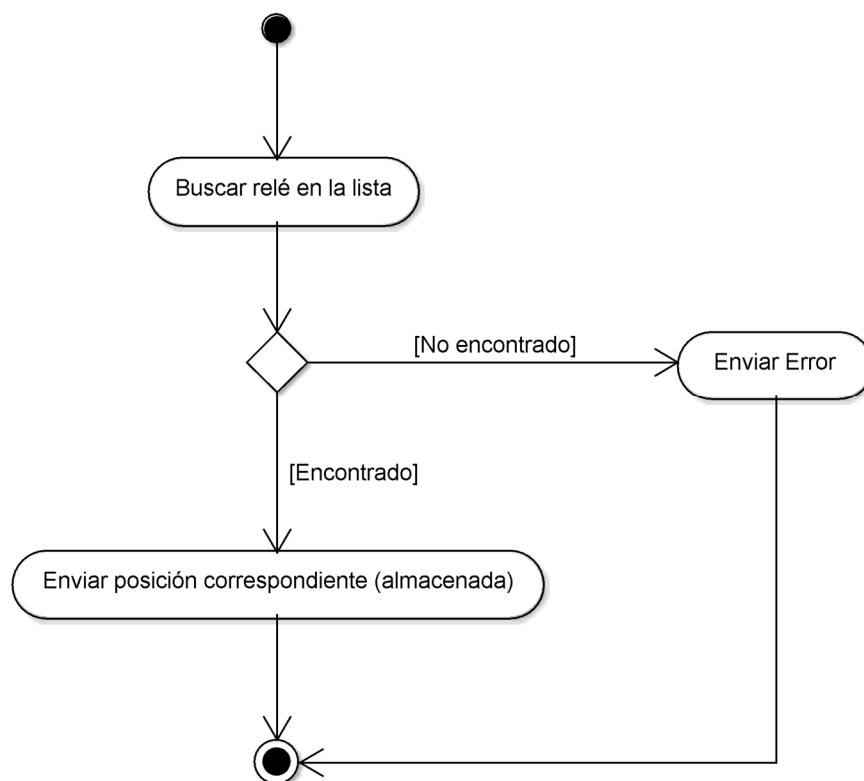 Buscar relé en la lista
[No encontrado]
Enviar Error
[Encontrado]
Enviar posición correspondiente (almacenada)